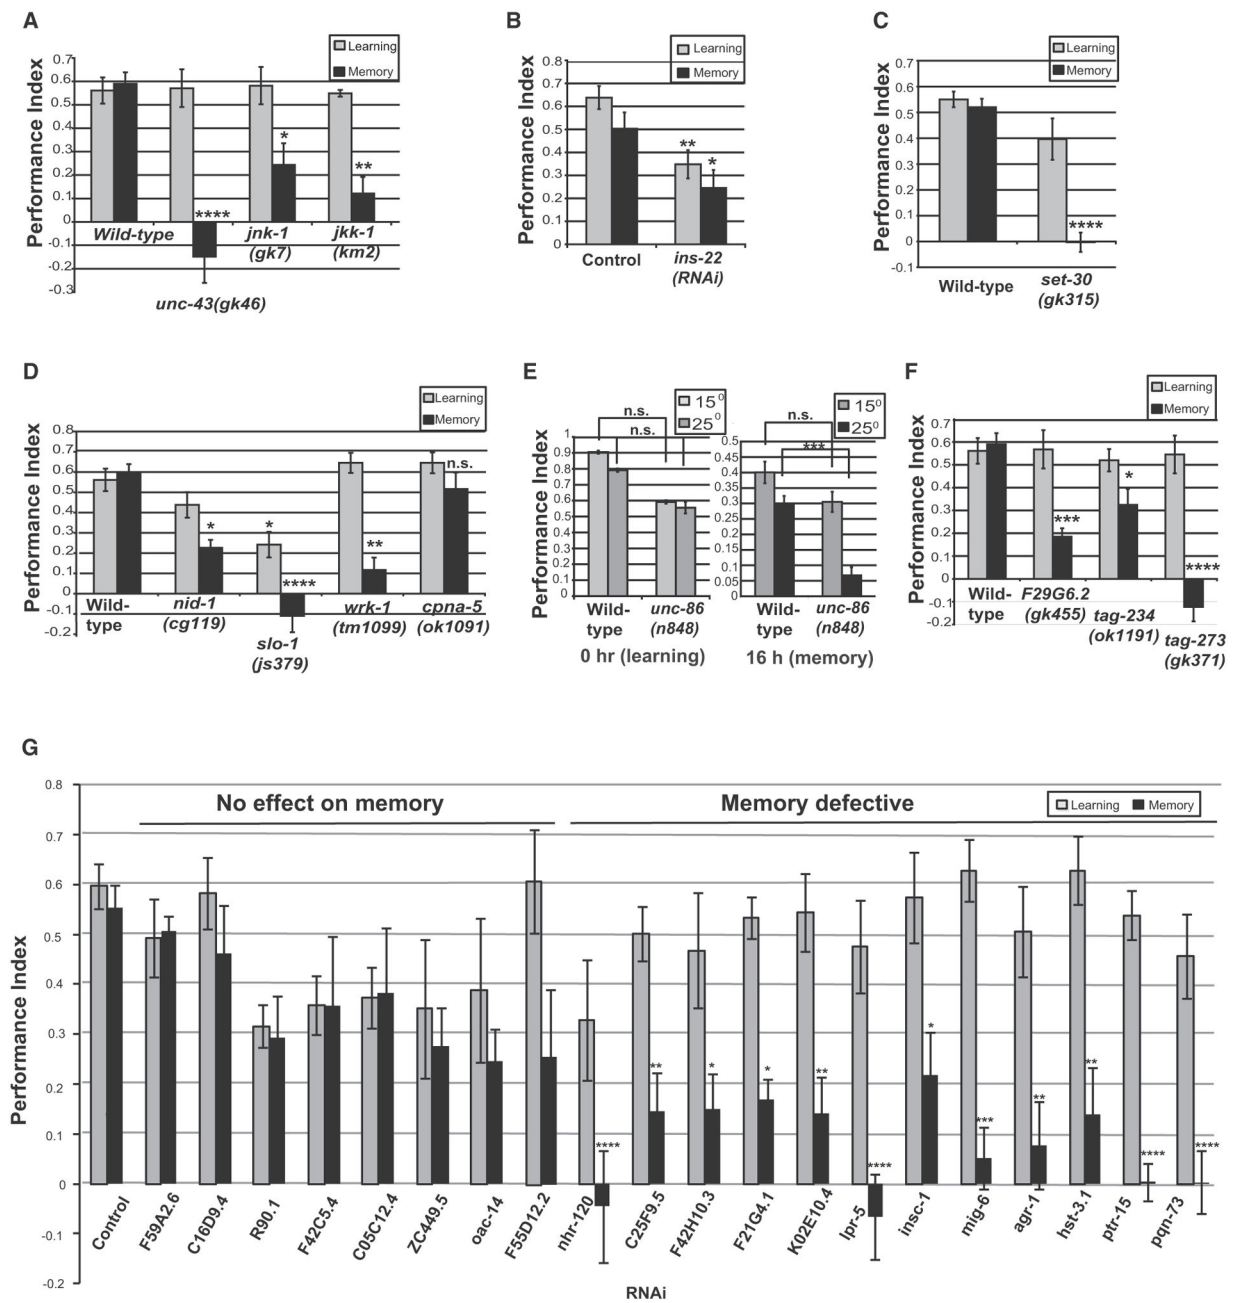 A
Learning
Memory
Performance Index
0.7
0.6
0.5
0.4
0.3
0.2
0.1
0
-0.1
-0.2
-0.3
****
*
**
Wild-type
jnk-1
(gk7)
jkk-1
(km2)
unc-43(gk46)
B
Learning
Memory
Performance Index
0.8
0.7
0.6
0.5
0.4
0.3
0.2
0.1
0
**
*
Control
ins-22
(RNAi)
C
Learning
Memory
Performance Index
0.7
0.6
0.5
0.4
0.3
0.2
0.1
0
-0.1
****
Wild-type
set-30
(gk315)
D
Learning
Memory
Performance Index
0.8
0.7
0.6
0.5
0.4
0.3
0.2
0.1
0
-0.1
-0.2
*
*
****
**
n.s.
Wild-
type
nid-1
(cg119)
slo-1
(js379)
wrk-1
(tm1099)
cpna-5
(ok1091)
E
15⁰
25⁰
n.s.
n.s.
Performance Index
1
0.9
0.8
0.7
0.6
0.5
0.4
0.3
0.2
0.1
0
Wild-
type
unc-86
(n848)
0 hr (learning)
15⁰
25⁰
n.s.
***
0.5
0.45
0.4
0.35
0.3
0.25
0.2
0.15
0.1
0.05
0
Wild-
type
unc-86
(n848)
16 h (memory)
F
Learning
Memory
Performance Index
0.7
0.6
0.5
0.4
0.3
0.2
0.1
0
-0.1
-0.2
***
*
****
Wild-
type
F29G6.2
(gk455)
tag-234
(ok1191)
tag-273
(gk371)
G
No effect on memory
Memory defective
Learning Memory
Performance Index
0.8
0.7
0.6
0.5
0.4
0.3
0.2
0.1
0
-0.1
-0.2
****
**
*
*
**
****
*
***
**
**
****
****
Control
F59A2.6
C16D9.4
R90.1
F42C5.4
C05C12.4
ZC449.5
oac-14
F55D12.2
nhr-120
C25F9.5
F42H10.3
F21G4.1
K02E10.4
lpr-5
insc-1
mig-6
agr-1
hst-3.1
ptr-15
pqn-73
RNAi